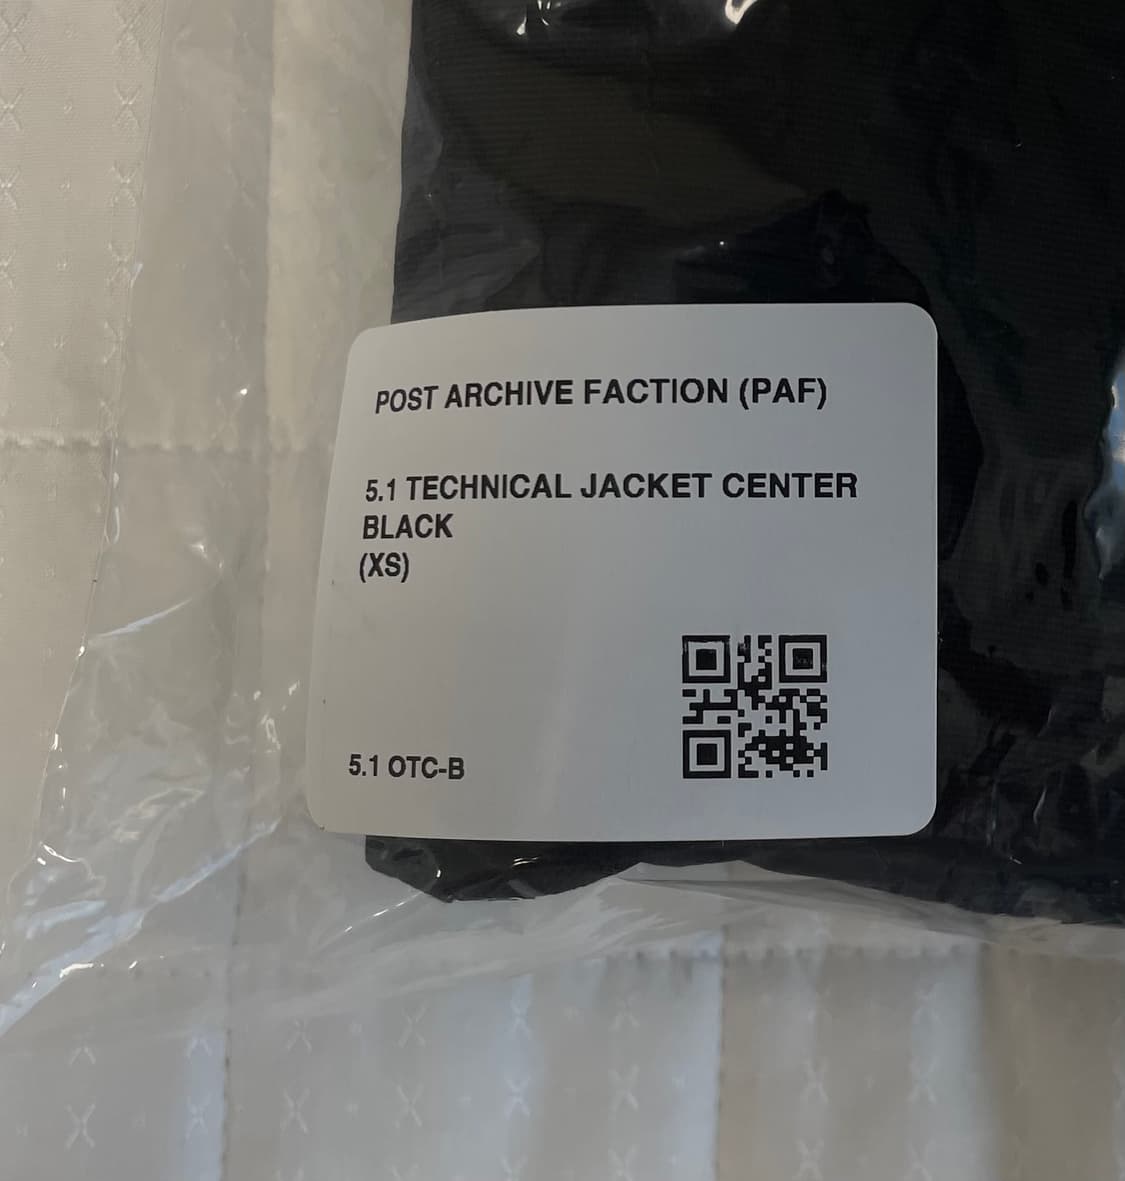 POST ARCHIVE FACTION (PAF)
5.1 TECHNICAL JACKET CENTER
BLACK
(XS)
5.1 OTC-B